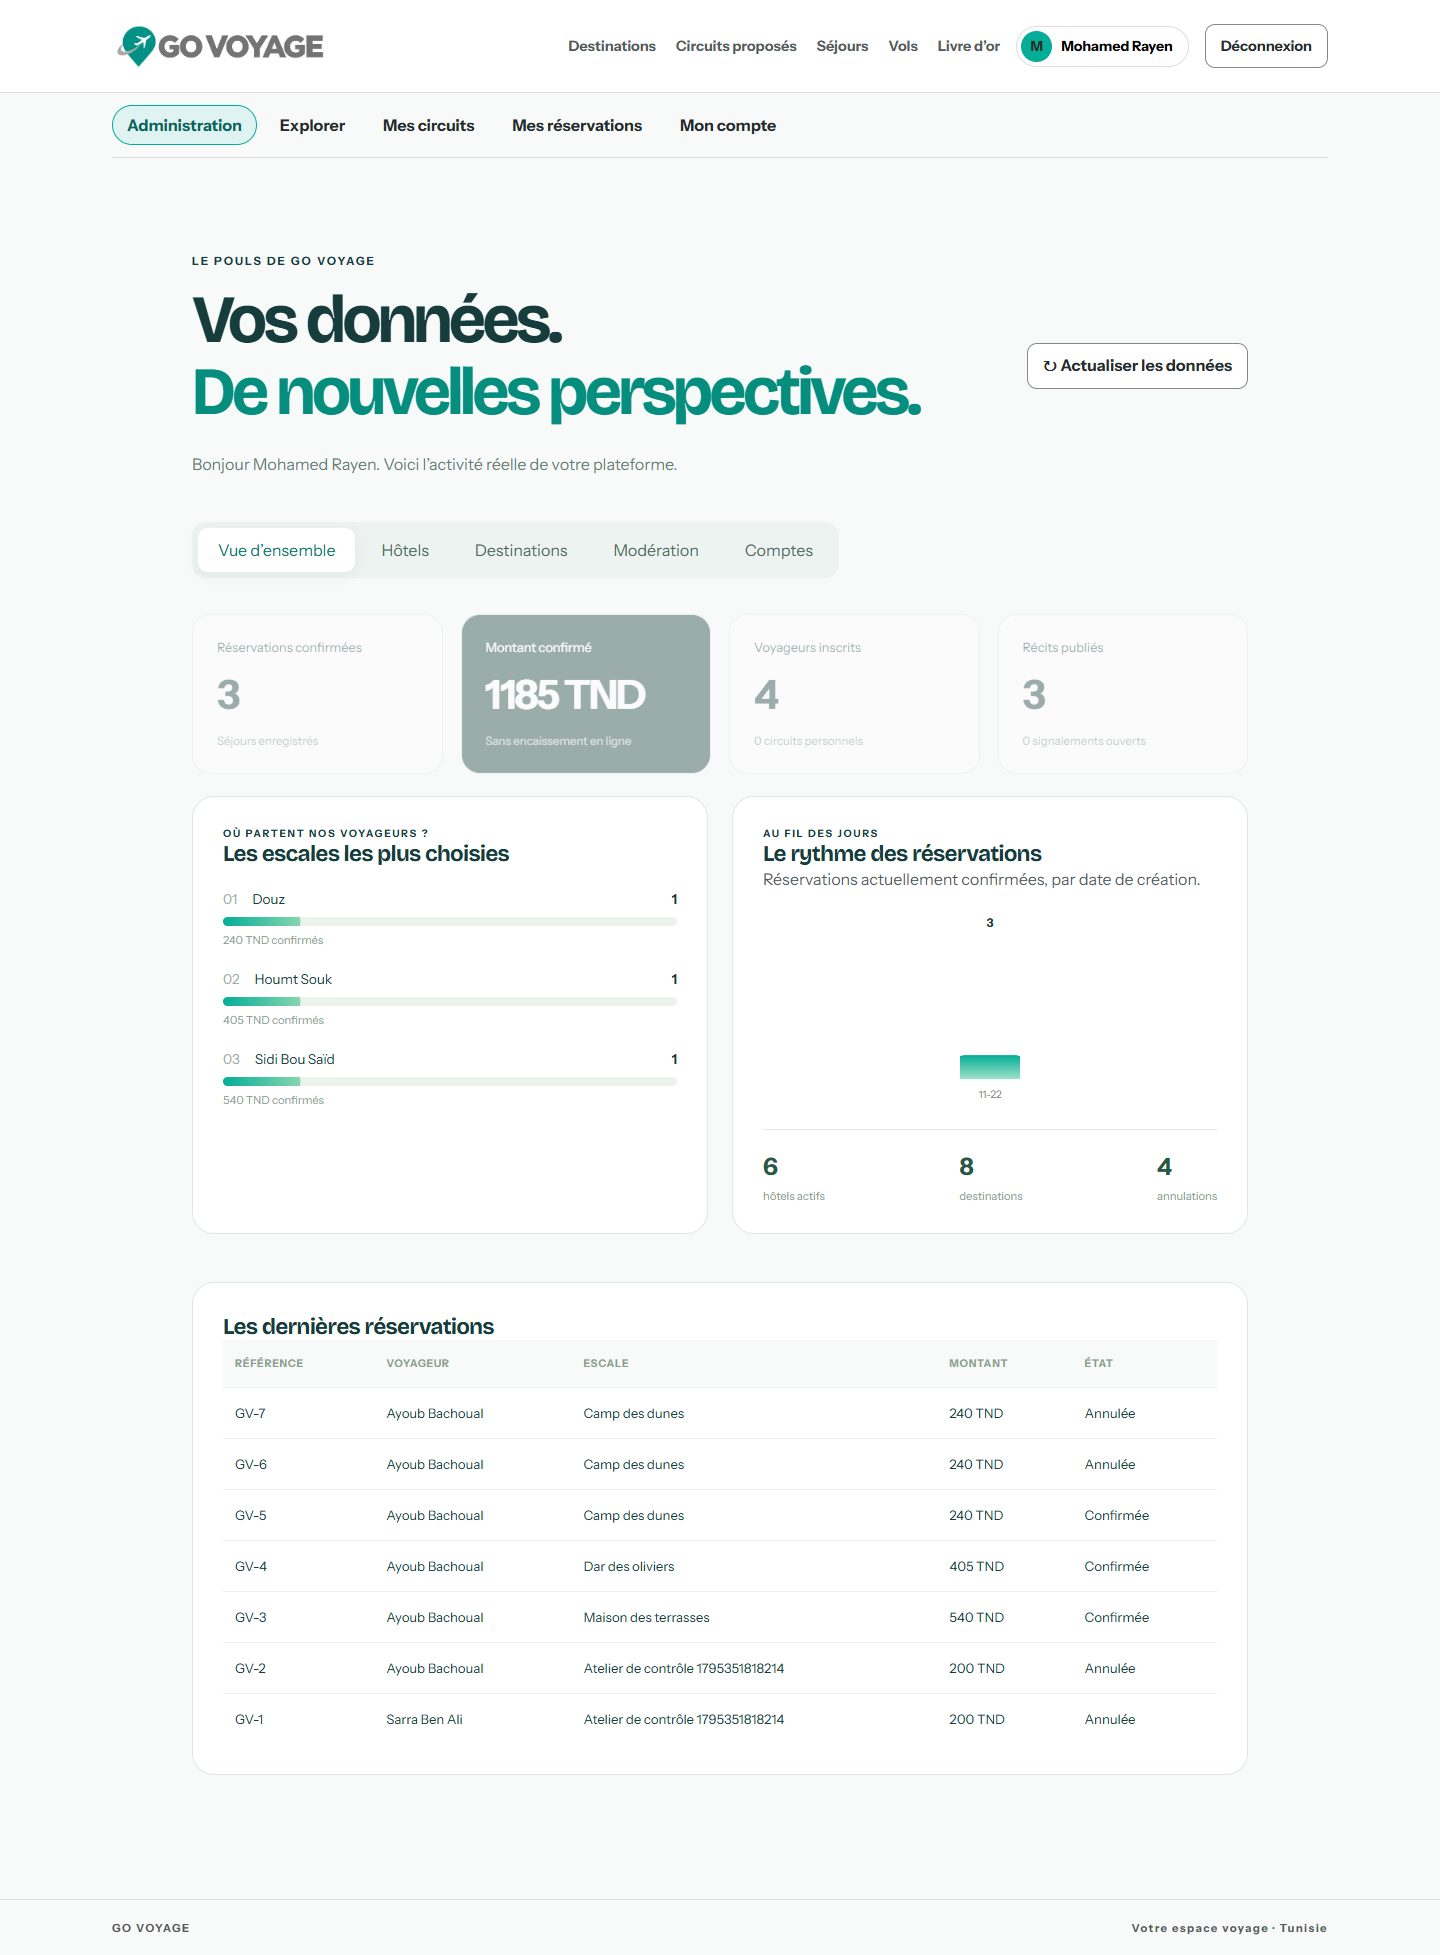 GO VOYAGE
Destinations Circuits proposés Séjours Vols Livre d’or M Mohamed Rayen Déconnexion
Administration Explorer Mes circuits Mes réservations Mon compte
LE POULS DE GO VOYAGE
Vos données.
De nouvelles perspectives.
↻ Actualiser les données
Bonjour Mohamed Rayen. Voici l’activité réelle de votre plateforme.
Vue d’ensemble Hôtels Destinations Modération Comptes
Réservations confirmées
3
Séjours enregistrés
Montant confirmé
1185 TND
Sans encaissement en ligne
Voyageurs inscrits
4
0 circuits personnels
Récits publiés
3
0 signalements ouverts
OÙ PARTENT NOS VOYAGEURS ?
Les escales les plus choisies
01 Douz 1
240 TND confirmés
02 Houmt Souk 1
405 TND confirmés
03 Sidi Bou Saïd 1
540 TND confirmés
AU FIL DES JOURS
Le rythme des réservations
Réservations actuellement confirmées, par date de création.
3
11-22
6 8 4
hôtels actifs destinations annulations
Les dernières réservations
RÉFÉRENCE VOYAGEUR ESCALE MONTANT ÉTAT
GV-7 Ayoub Bachoual Camp des dunes 240 TND Annulée
GV-6 Ayoub Bachoual Camp des dunes 240 TND Annulée
GV-5 Ayoub Bachoual Camp des dunes 240 TND Confirmée
GV-4 Ayoub Bachoual Dar des oliviers 405 TND Confirmée
GV-3 Ayoub Bachoual Maison des terrasses 540 TND Confirmée
GV-2 Ayoub Bachoual Atelier de contrôle 1795351818214 200 TND Annulée
GV-1 Sarra Ben Ali Atelier de contrôle 1795351818214 200 TND Annulée
GO VOYAGE Votre espace voyage · Tunisie